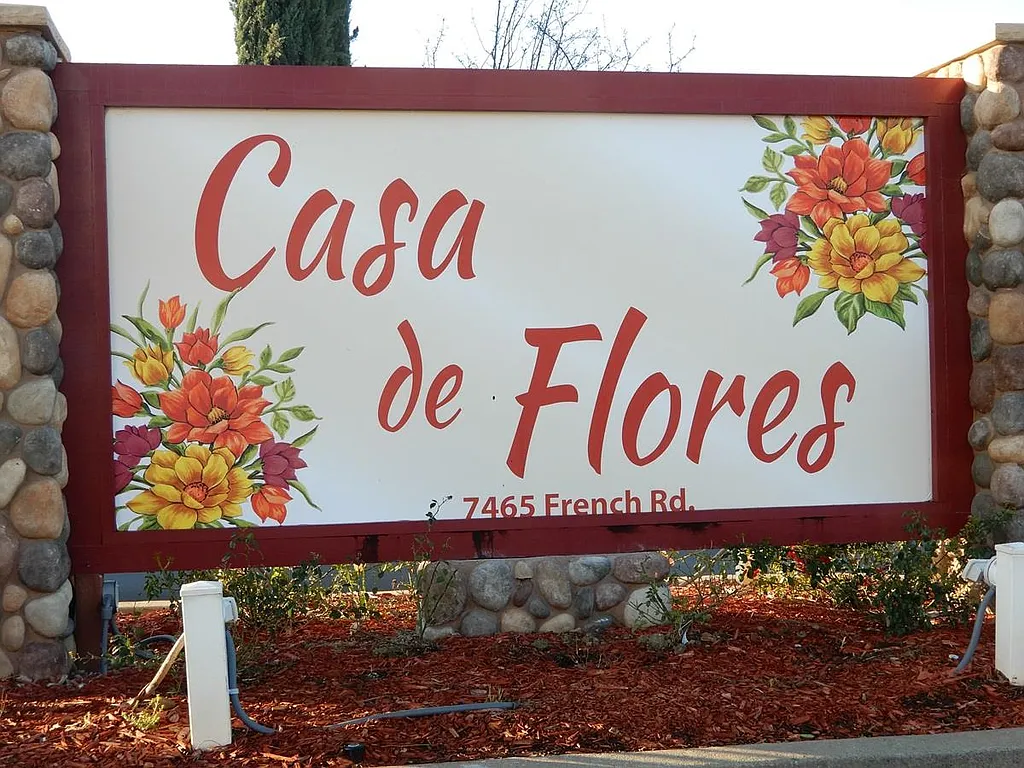 Casa
de Flores
7465 French Rd.